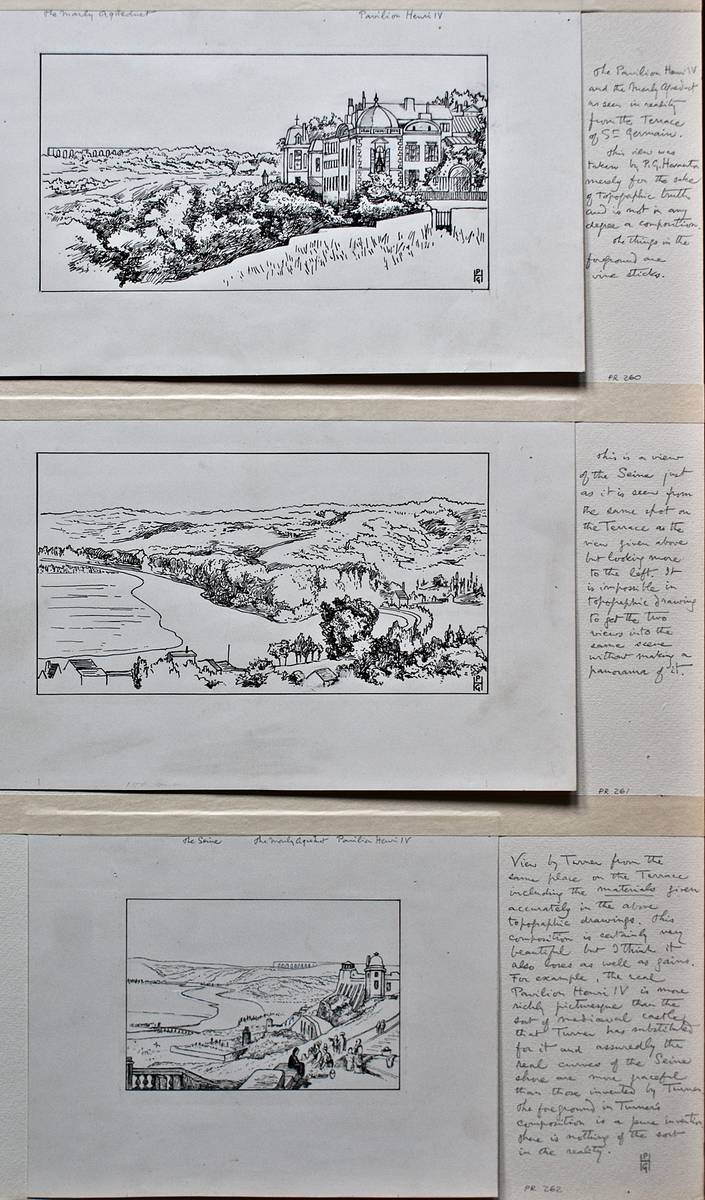 The Marly Aqueduct
Pavilion Henri IV
The Pavilion Henri IV
and the Marly Aqueduct
as seen in reality
from the Terrace
of St Germains.
This view was
taken by P.G. Hamerton
merely for the sake
of topographic truth
and is not in any
degree a composition.
The things in the
foreground are
vine sticks.
PR 260
This is a view
of the Seine just
as it is seen from
the same spot on
the Terrace as the
view given above
but looking more
to the left. It
is impossible in
topographic drawing
to get the two
views into the
same scene
without making a
panorama of it.
PR 261
The Seine
The Marly Aqueduct
Pavilion Henri IV
View by Turner from the
same place on the Terrace
including the materials given
accurately in the above
topographic drawings. This
composition is certainly very
beautiful but I think it
also loses as well as gains.
For example, the real
Pavilion Henri IV is more
richly picturesque than the
sort of mediaeval castle
that Turner has substituted
for it and assuredly the
real curves of the Seine
shore are more graceful
than those invented by Turner
The foreground in Turner's
composition is a pure invention
there is nothing of the sort
in the reality.
PR 262